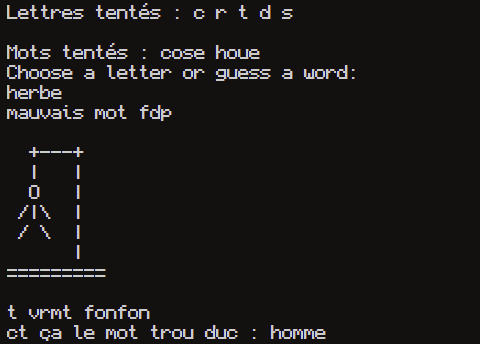 Lettres tentés : c r t d s
Mots tentés : cose houe
Choose a letter or guess a word:
herbe
mauvais mot fdp
+---+
|   |
O   |
/|\  |
/ \  |
|
=========
t vrmt fonfon
ct ça le mot trou duc : homme